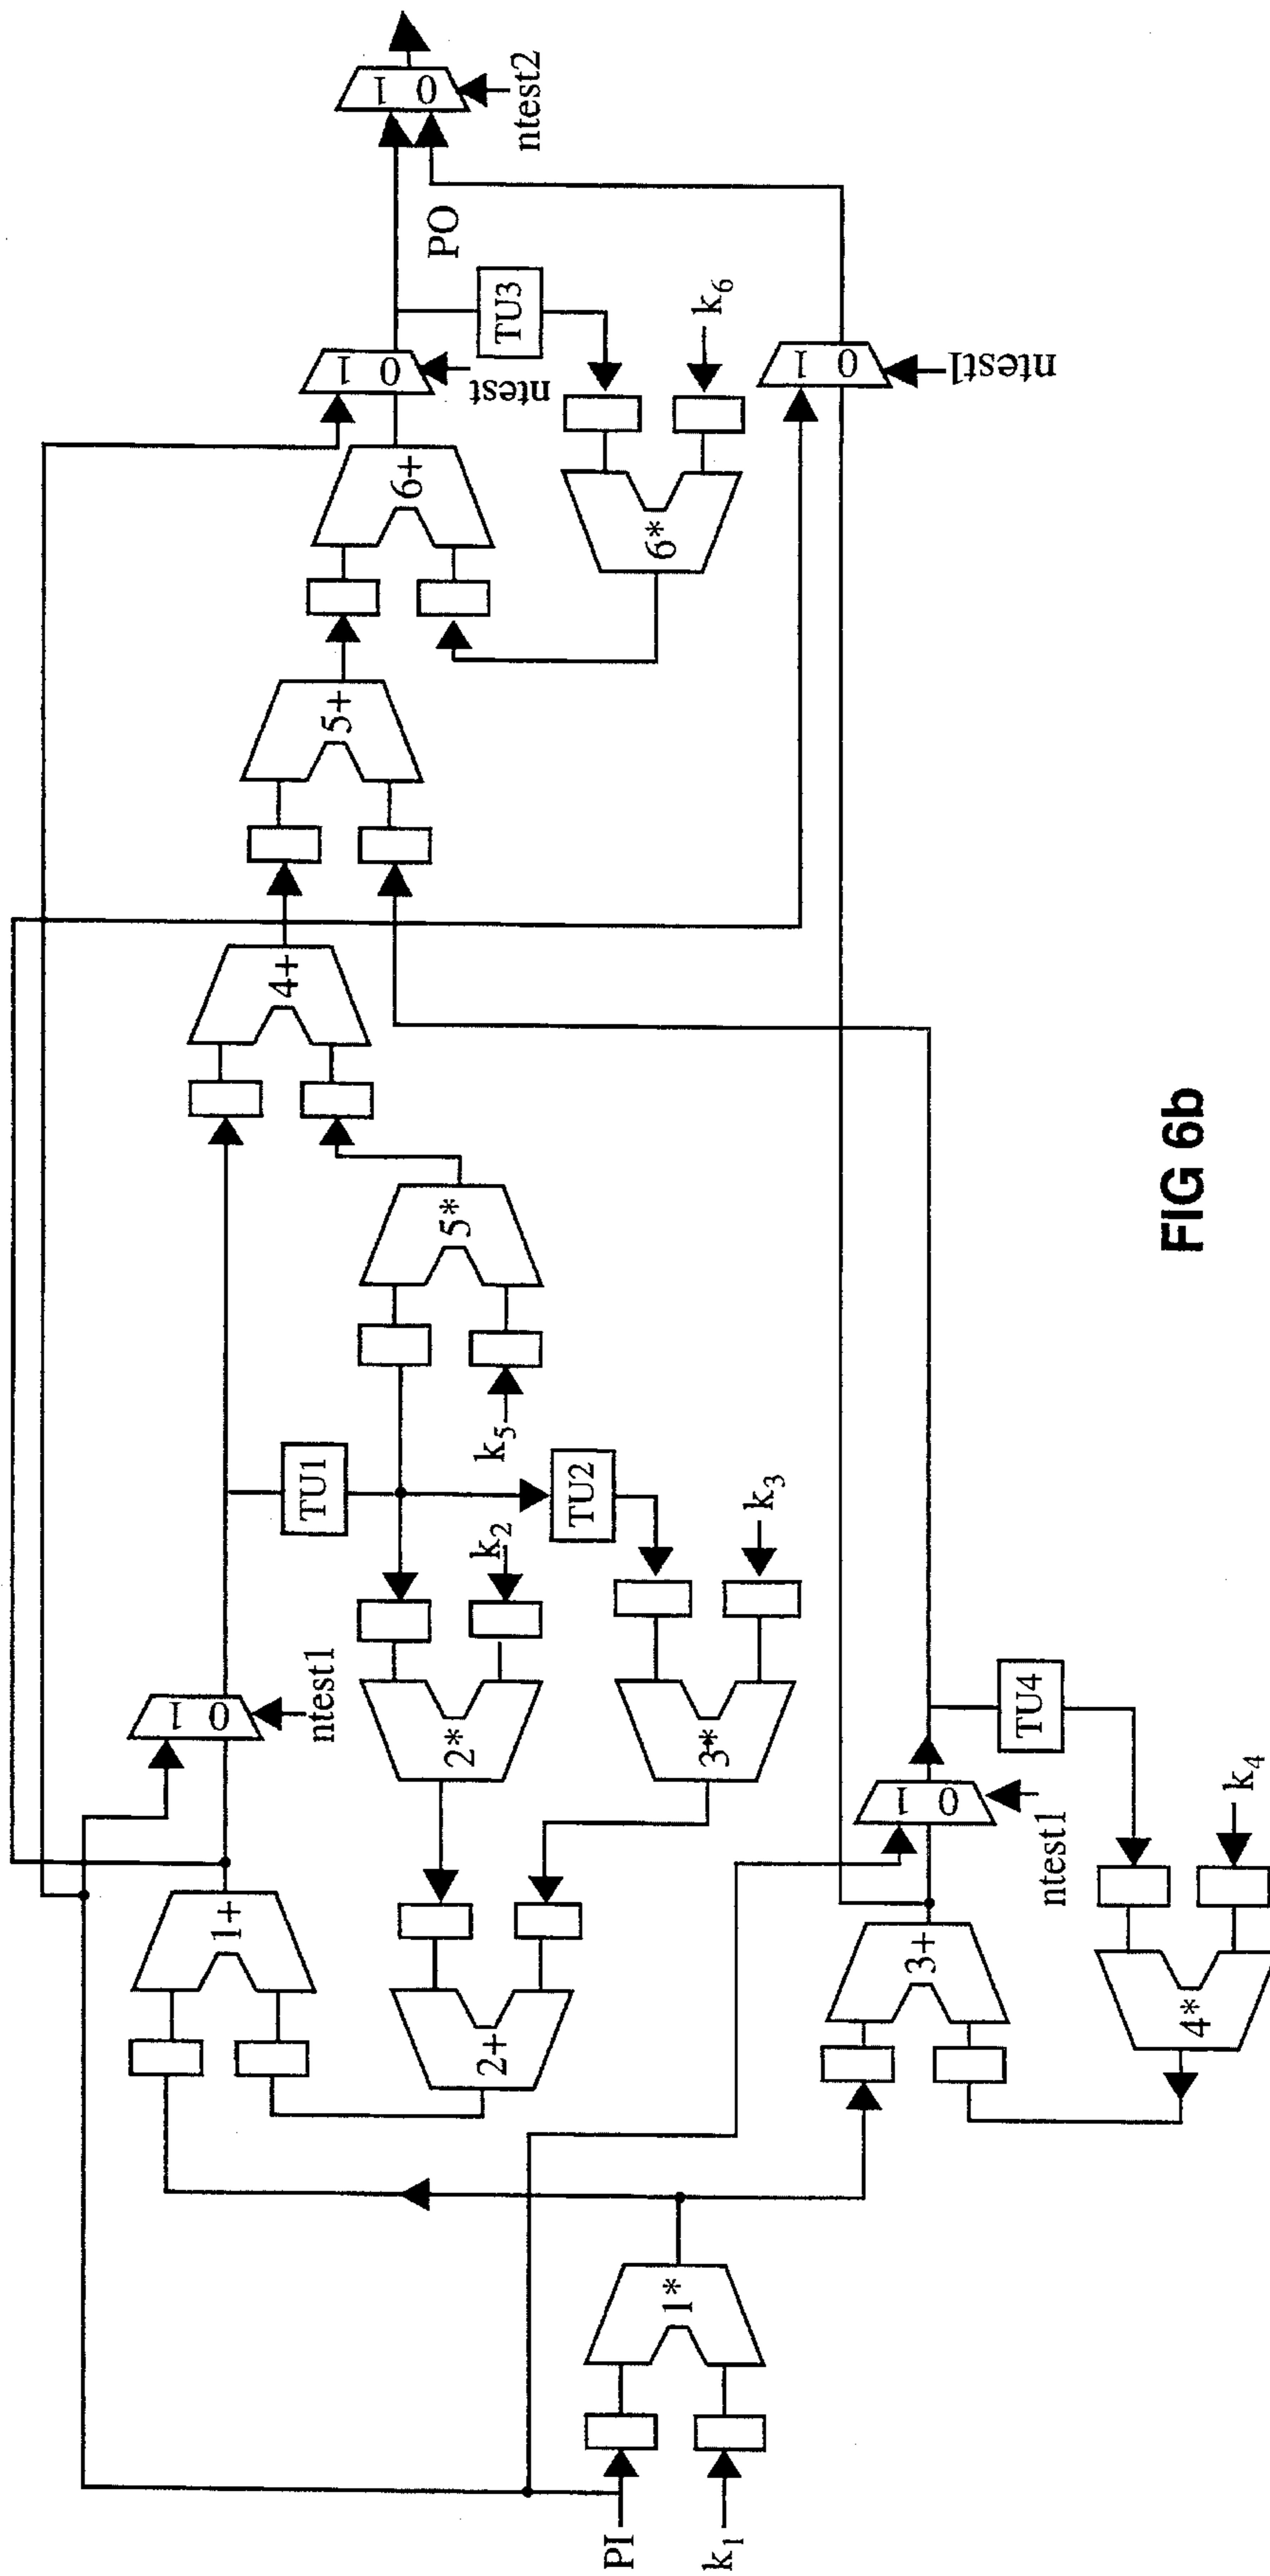 1 0
ntest2
PO
1 0
ntest
TU3
k6
6+
6*
1 0
ntest1
5+
4+
5*
k5
TU1
TU2
k2
k3
2*
3*
1 0
ntest1
1+
2+
1 0
ntest1
TU4
k4
3+
4*
1*
PI
k1
FIG 6b